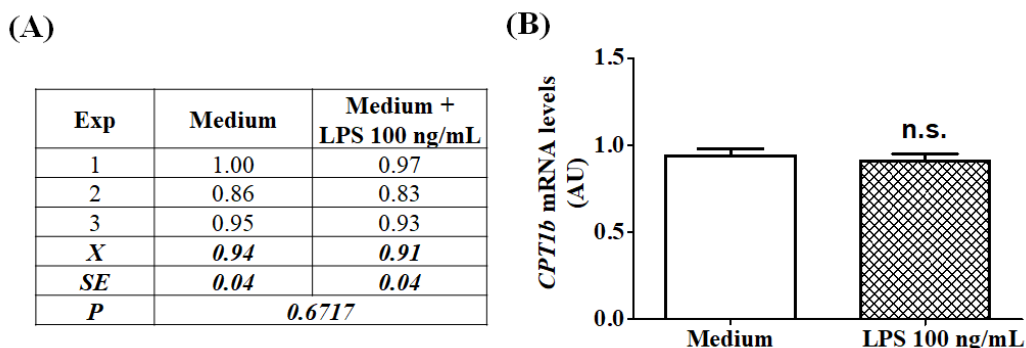 (A)
Exp Medium Medium +
LPS 100 ng/mL
1 1.00 0.97
2 0.86 0.83
3 0.95 0.93
X 0.94 0.91
SE 0.04 0.04
P 0.6717
(B)
CPT1b mRNA levels
(AU)
1.5
1.0
0.5
0.0
n.s.
Medium LPS 100 ng/mL